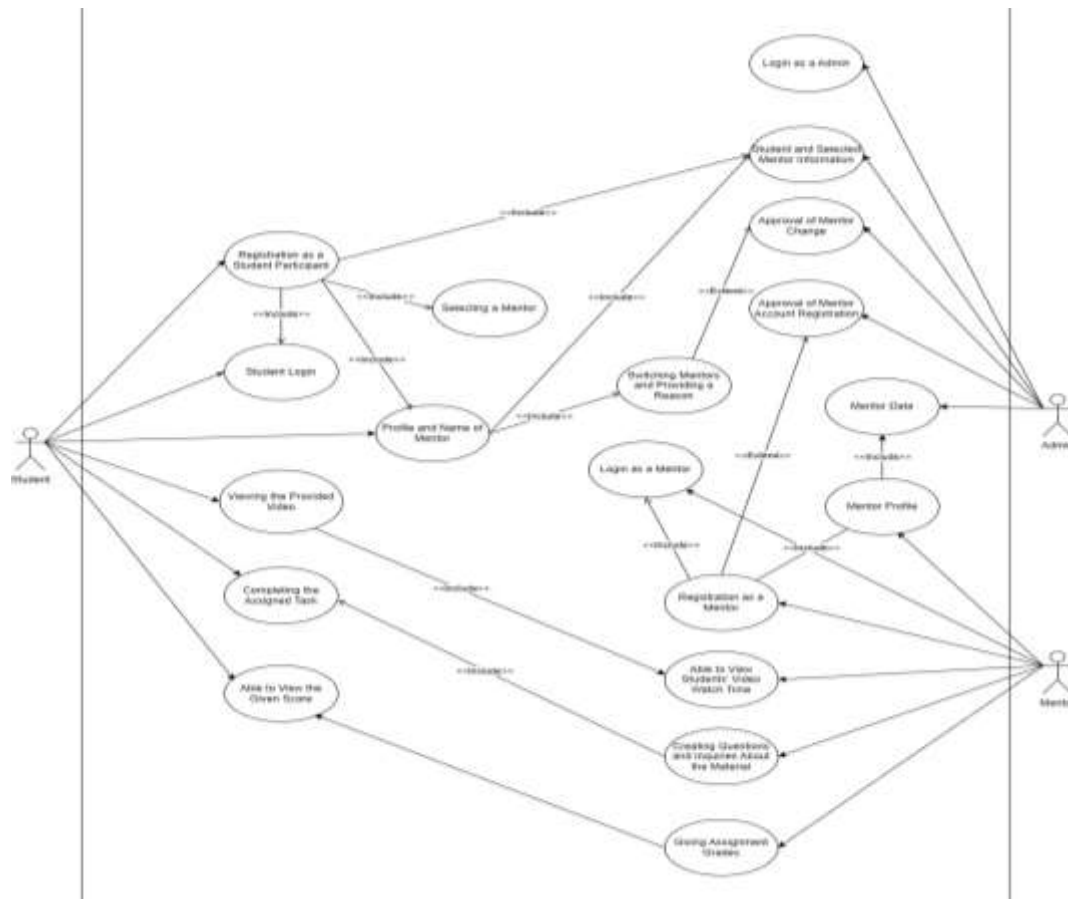 Login as a Admin
Student and Selected
Mentor Information
<<Include>>
Approval of Mentor
Change
Registration as a
Student Participant
<<Include>>
<<Include>>
<<Extend>>
Selecting a Mentor
Approval of Mentor
Account Registration
<<Include>>
<<Include>>
Student Login
Switching Mentors
and Providing a
Reason
Mentor Data
Admi
<<Include>>
Profile and Name of
Mentor
<<Extend>>
<<Include>>
Student
Login as a Mentor
Viewing the Provided
Video
Mentor Profile
<<Include>>
<<Include>>
Completing the
Assigned Task
<<Include>>
Registration as a
Mentor
<<Include>>
Able to View
Students' Video
Watch Time
Able to View the
Given Score
Mento
Creating Questions
and Inquiries About
the Material
Giving Assignment
Grades